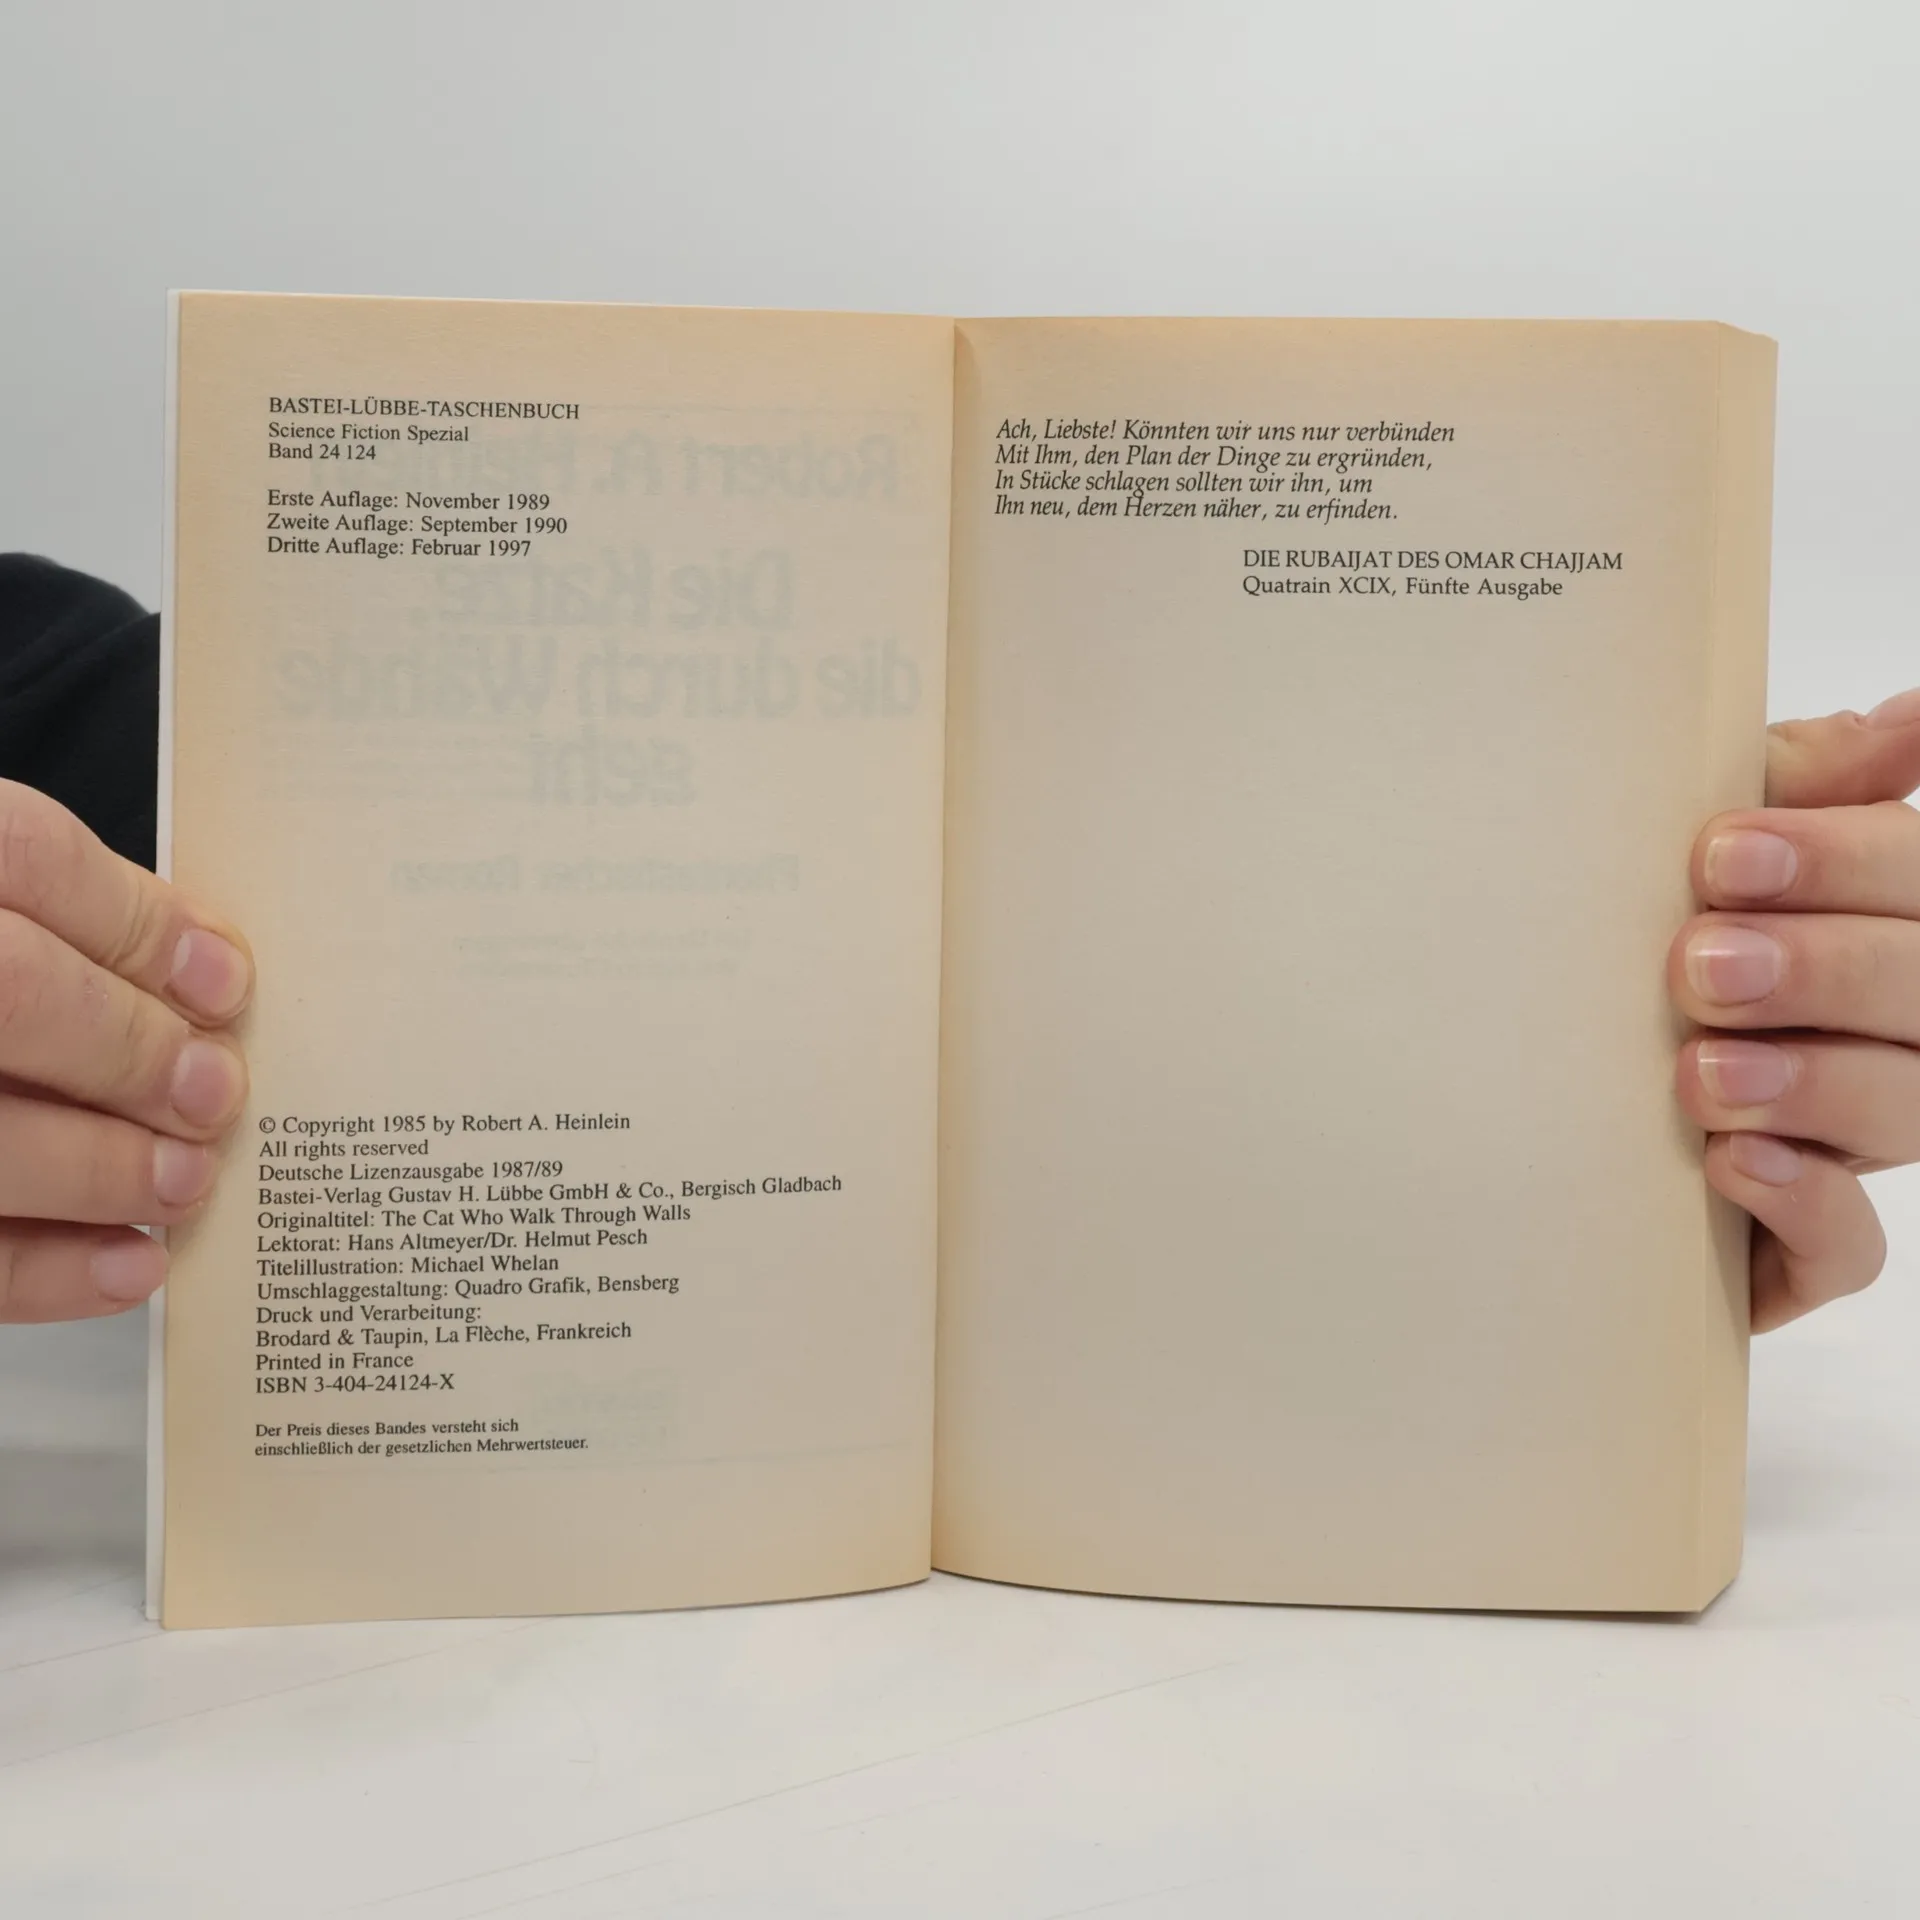 BASTEI-LÜBBE-TASCHENBUCH
Science Fiction Spezial
Band 24 124
Erste Auflage: November 1989
Zweite Auflage: September 1990
Dritte Auflage: Februar 1997
© Copyright 1985 by Robert A. Heinlein
All rights reserved
Deutsche Lizenzausgabe 1987/89
Bastei-Verlag Gustav H. Lübbe GmbH & Co., Bergisch Gladbach
Originaltitel: The Cat Who Walk Through Walls
Lektorat: Hans Altmeyer/Dr. Helmut Pesch
Titelillustration: Michael Whelan
Umschlaggestaltung: Quadro Grafik, Bensberg
Druck und Verarbeitung:
Brodard & Taupin, La Flèche, Frankreich
Printed in France
ISBN 3-404-24124-X
Der Preis dieses Bandes versteht sich
einschließlich der gesetzlichen Mehrwertsteuer.
Ach, Liebste! Könnten wir uns nur verbünden
Mit Ihm, den Plan der Dinge zu ergründen,
In Stücke schlagen sollten wir ihn, um
Ihn neu, dem Herzen näher, zu erfinden.
DIE RUBAIJAT DES OMAR CHAJJAM
Quatrain XCIX, Fünfte Ausgabe